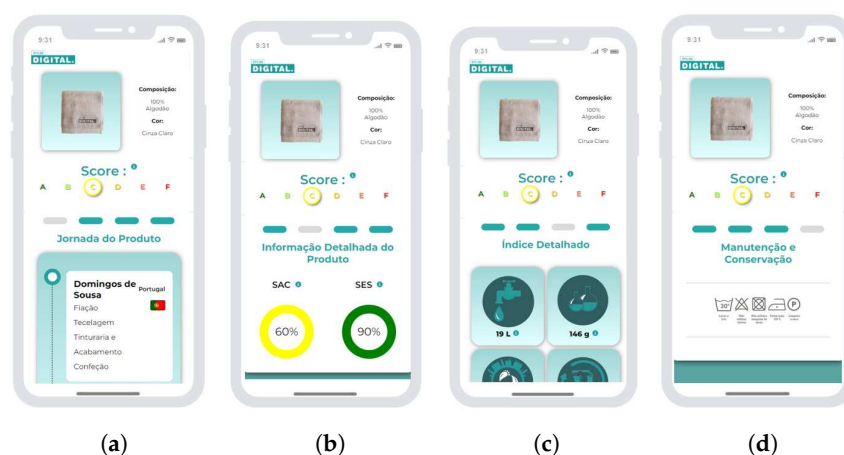 9:31
DIGITAL.
Composição:
100%
Algodão
Cor:
Cinza Claro
Score :
A B C D E F
Jornada do Produto
Domingos de
Sousa
Portugal
Fiação
Tecelagem
Tinturaria e
Acabamento
Confeção
(a)
9:31
DIGITAL.
Composição:
100%
Algodão
Cor:
Cinza Claro
Score :
A B C D E F
Informação Detalhada do
Produto
SAC
SES
60%
90%
(b)
9:31
DIGITAL.
Composição:
100%
Algodão
Cor:
Cinza Claro
Score :
A B C D E F
Índice Detalhado
19 L
146 g
(c)
9:31
DIGITAL.
Composição:
100%
Algodão
Cor:
Cinza Claro
Score :
A B C D E F
Manutenção e
Conservação
30°
P
(d)